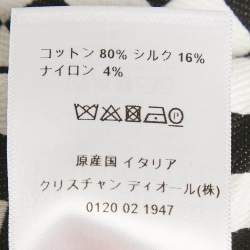 コットン 80% シルク 16%
ナイロン 4%
原産国 イタリア
クリスチャン ディオール(株)
0120 02 1947